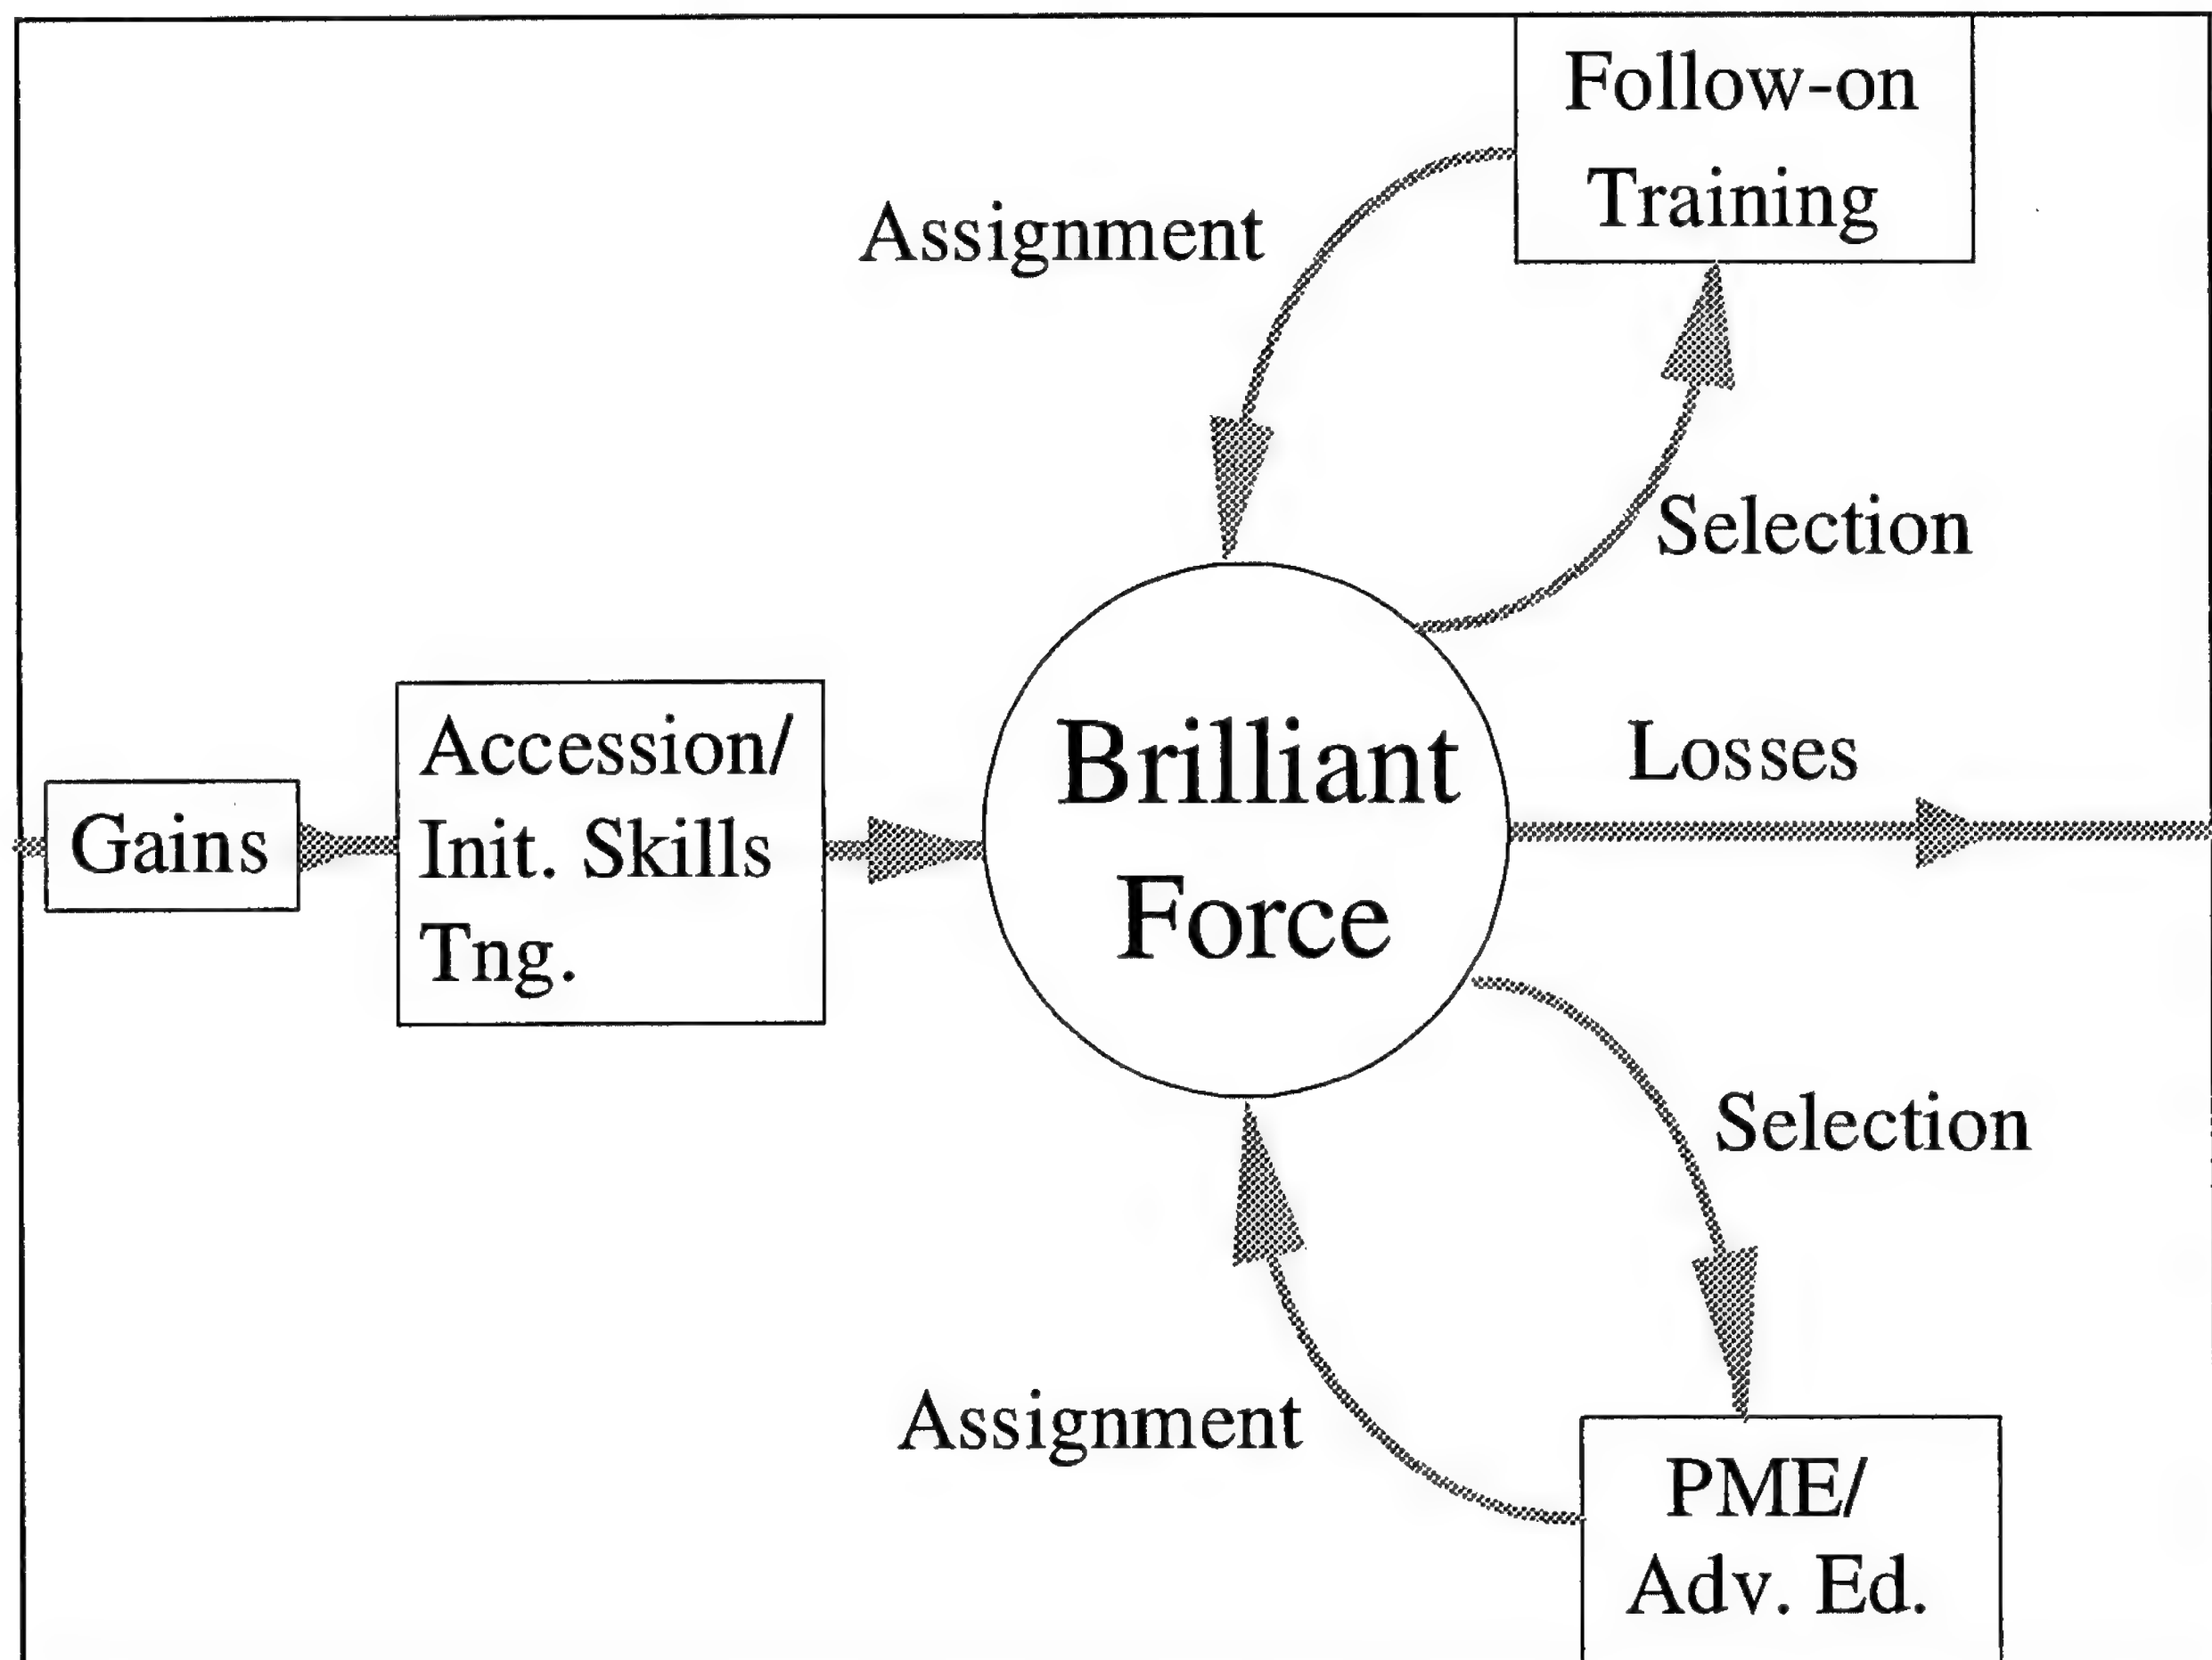 Follow-on
Training
Assignment
Selection
Gains
Accession/
Init. Skills
Tng.
Brilliant
Force
Losses
Selection
Assignment
PME/
Adv. Ed.